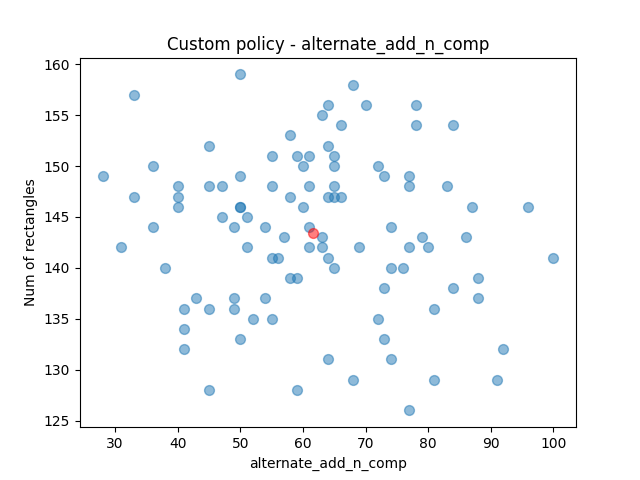 Custom policy - alternate_add_n_comp
160
155
150
145
140
135
130
125
Num of rectangles
30 40 50 60 70 80 90 100
alternate_add_n_comp